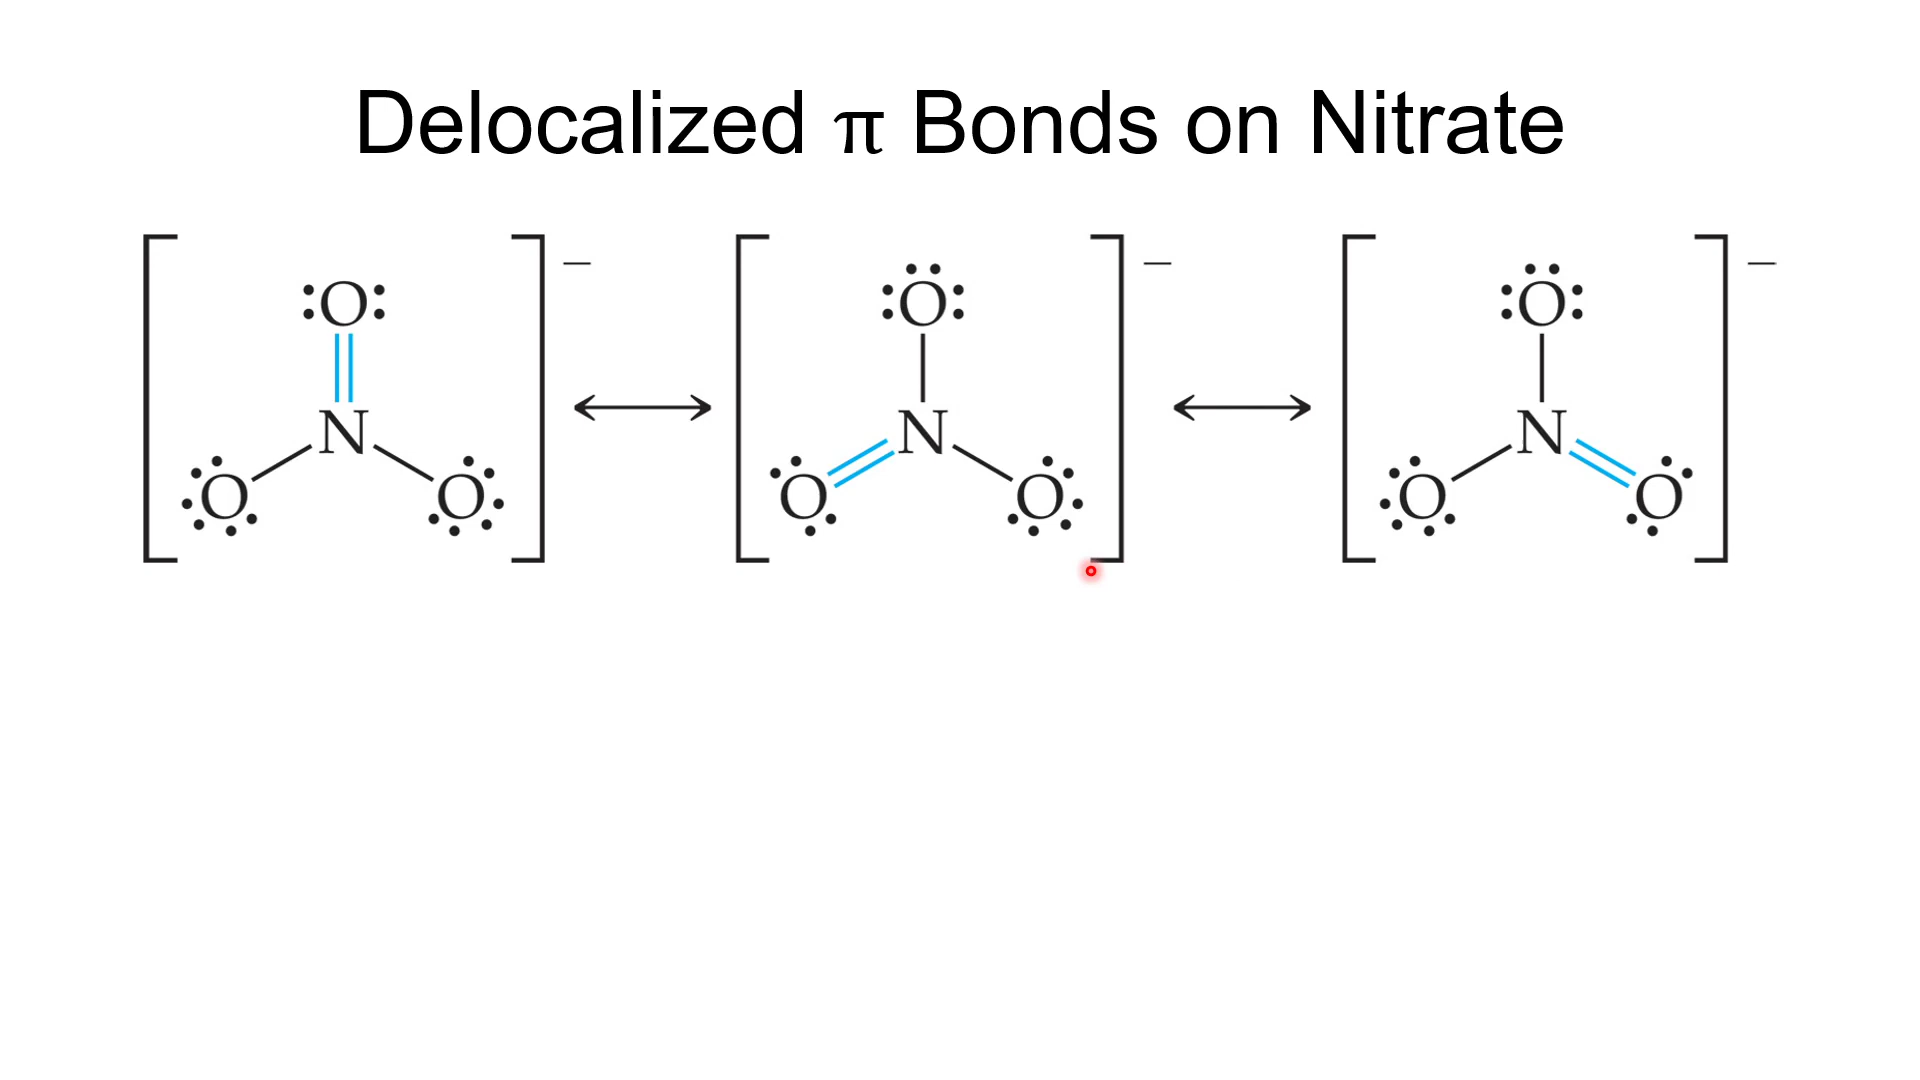 Delocalized π Bonds on Nitrate
[:O: N O O]⁻ ↔ [:O: N O O]⁻ ↔ [:O: N O O]⁻